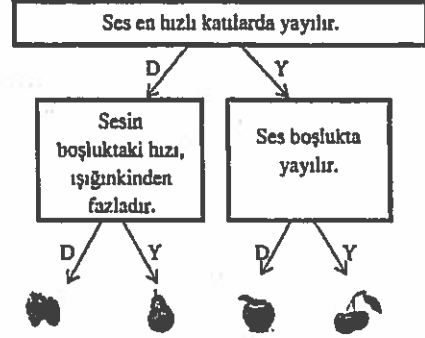 Ses en hızlı katılarda yayılır.
D Y
Sesin
boşluktaki hızı,
ışığınkinden
fazladır.
Ses boşlukta
yayılır.
D Y D Y